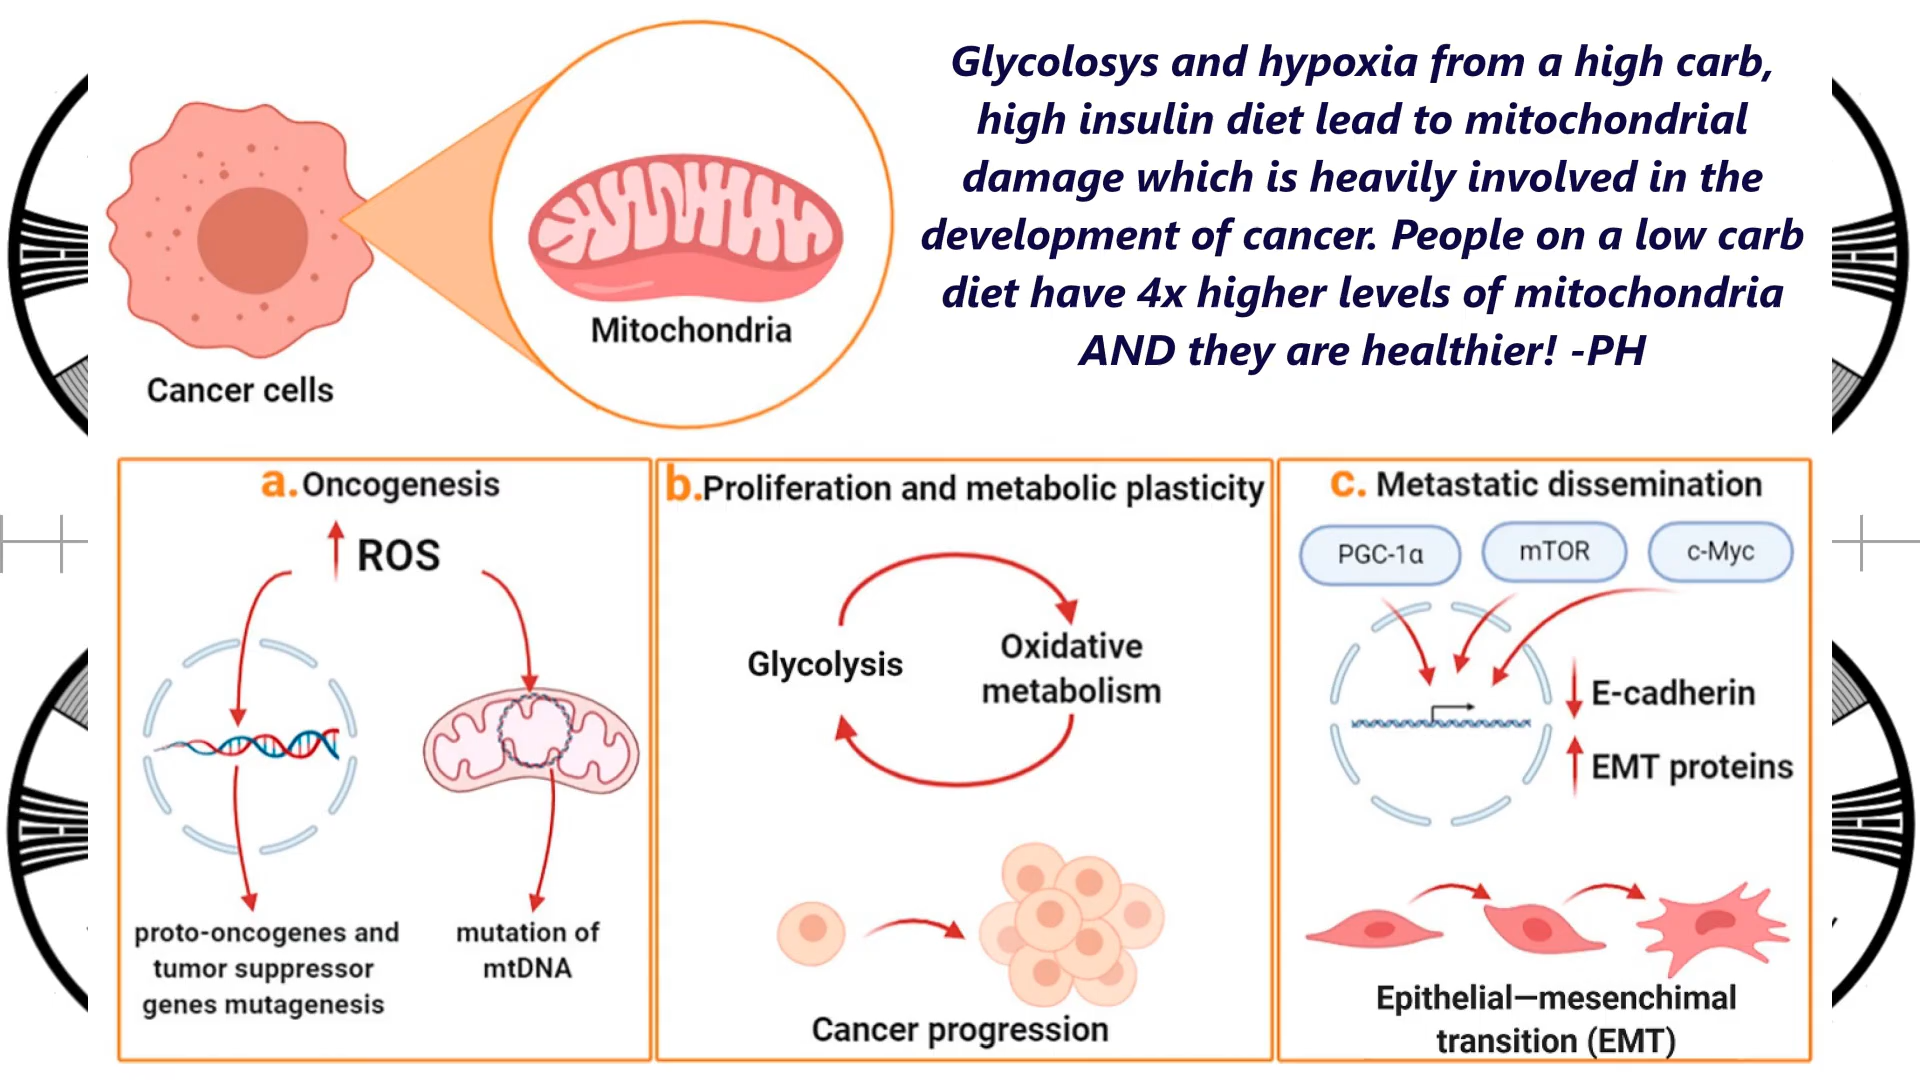 Glycolosys and hypoxia from a high carb,
high insulin diet lead to mitochondrial
damage which is heavily involved in the
development of cancer. People on a low carb
diet have 4x higher levels of mitochondria
AND they are healthier! -PH
Mitochondria
Cancer cells
a. Oncogenesis
ROS
proto-oncogenes and
tumor suppressor
genes mutagenesis
mutation of
mtDNA
b. Proliferation and metabolic plasticity
Glycolysis
Oxidative
metabolism
Cancer progression
c. Metastatic dissemination
PGC-1α
mTOR
c-Myc
E-cadherin
EMT proteins
Epithelial—mesenchimal
transition (EMT)